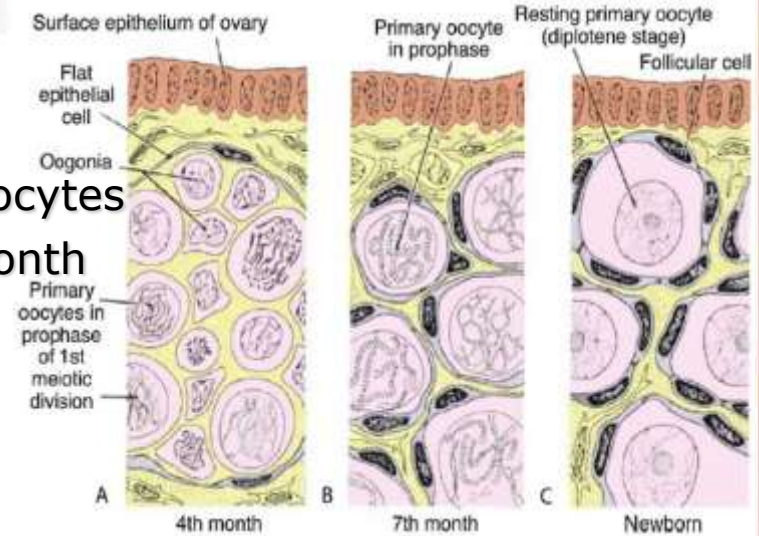 Surface epithelium of ovary
Flat
epithelial
cell
Oogonia
ocytes
onth
Primary
oocytes in
prophase
of 1st
meiotic
division
A
4th month
Primary oocyte
in prophase
B
7th month
Resting primary oocyte
(diplotene stage)
Follicular cell
C
Newborn